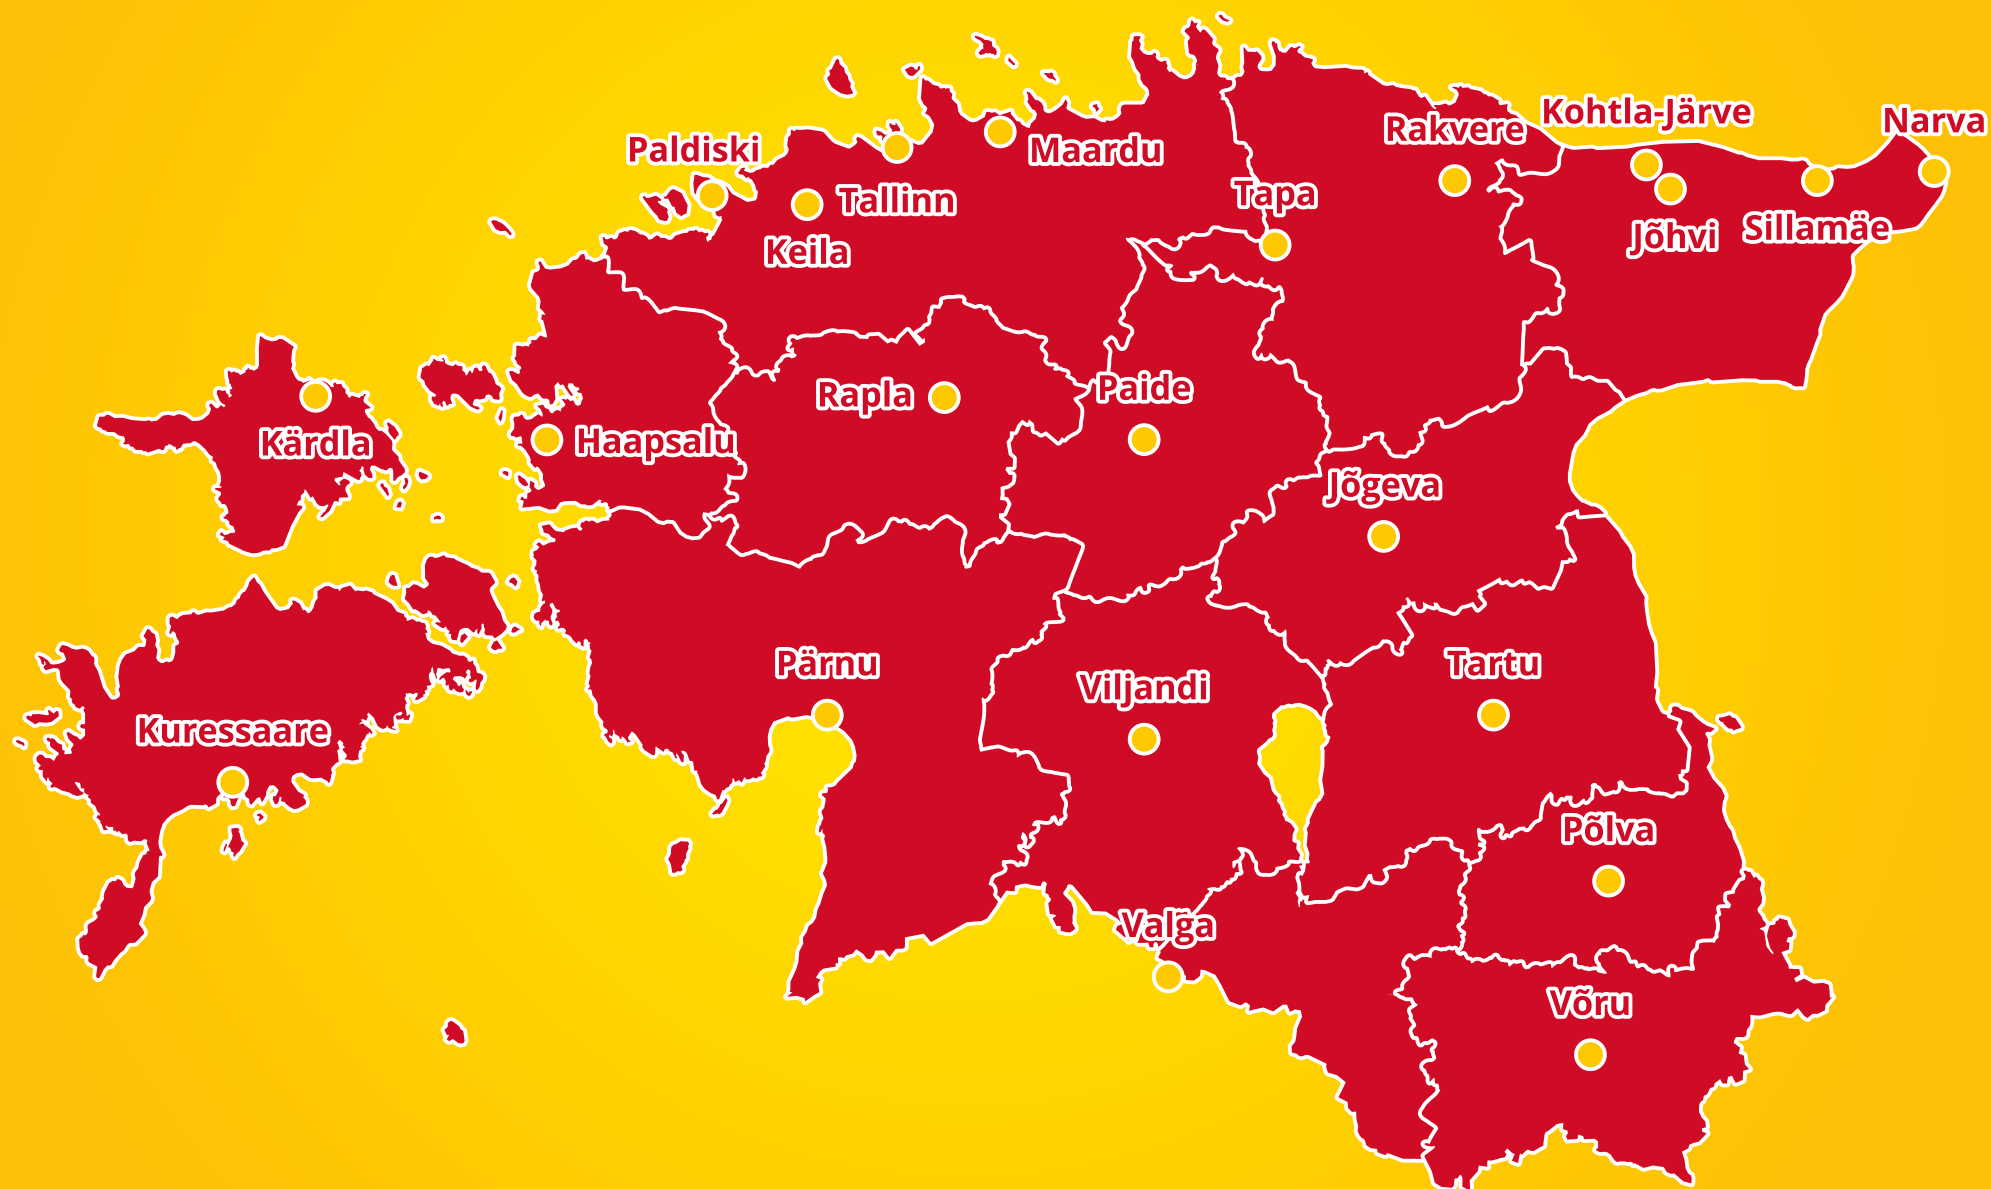 Kohtla-Järve
Narva
Rakvere
Paldiski
Maardu
Tapa
Tallinn
Sillamäe
Jõhvi
Keila
Paide
Rapla
Haapsalu
Kärdla
Jõgeva
Pärnu
Tartu
Viljandi
Kuressaare
Põlva
Valga
Võru